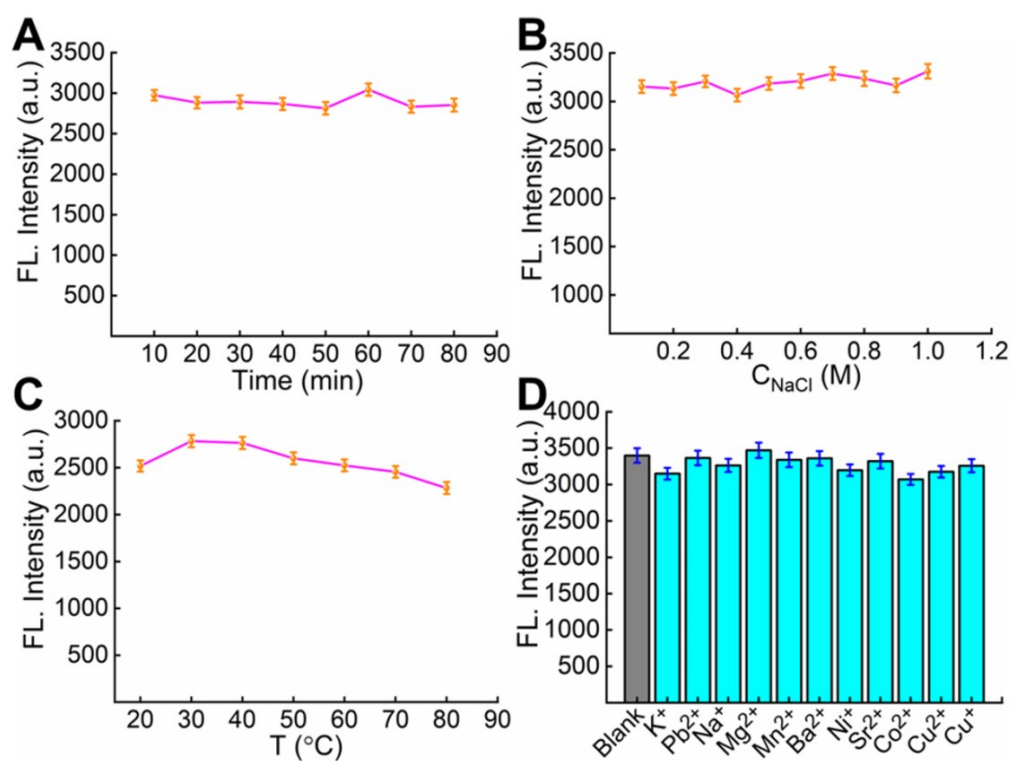 A
3500
3000
2500
2000
1500
1000
500
FL. Intensity (a.u.)
10 20 30 40 50 60 70 80 90
Time (min)
B
3500
3000
2500
2000
1500
1000
FL. Intensity (a.u.)
0.2 0.4 0.6 0.8 1.0 1.2
C_NaCl (M)
C
3000
2500
2000
1500
1000
500
FL. Intensity (a.u.)
20 30 40 50 60 70 80 90
T (°C)
D
4000
3500
3000
2500
2000
1500
1000
500
FL. Intensity (a.u.)
Blank K⁺ Pb²⁺ Na⁺ Mg²⁺ Mn²⁺ Ba²⁺ Ni⁺ Sr²⁺ Co²⁺ Cu²⁺ Cu⁺